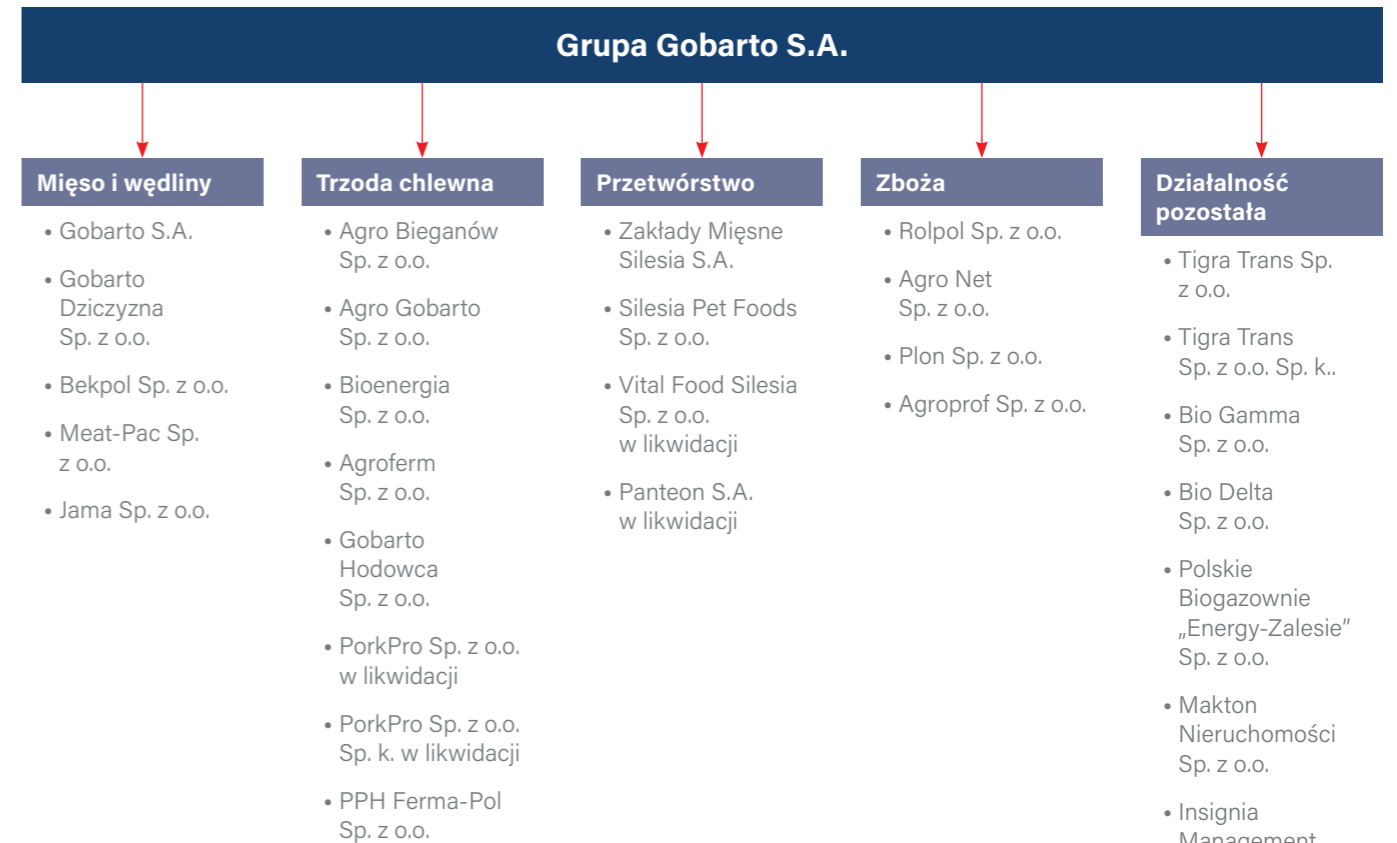 Grupa Gobarto S.A.
Mięso i wędliny
• Gobarto S.A.
• Gobarto
Dziczyzna
Sp. z o.o.
• Bekpol Sp. z o.o.
• Meat-Pac Sp.
z o.o.
• Jama Sp. z o.o.
Trzoda chlewna
• Agro Bieganów
Sp. z o.o.
• Agro Gobarto
Sp. z o.o.
• Bioenergia
Sp. z o.o.
• Agroferm
Sp. z o.o.
• Gobarto
Hodowca
Sp. z o.o.
• PorkPro Sp. z o.o.
w likwidacji
• PorkPro Sp. z o.o.
Sp. k. w likwidacji
• PPH Ferma-Pol
Sp. z o.o.
Przetwórstwo
• Zakłady Mięsne
Silesia S.A.
• Silesia Pet Foods
Sp. z o.o.
• Vital Food Silesia
Sp. z o.o.
w likwidacji
• Panteon S.A.
w likwidacji
Zboża
• Rolpol Sp. z o.o.
• Agro Net
Sp. z o.o.
• Plon Sp. z o.o.
• Agroprof Sp. z o.o.
Działalność
pozostała
• Tigra Trans Sp.
z o.o.
• Tigra Trans
Sp. z o.o. Sp. k..
• Bio Gamma
Sp. z o.o.
• Bio Delta
Sp. z o.o.
• Polskie
Biogazownie
„Energy-Zalesie”
Sp. z o.o.
• Makton
Nieruchomości
Sp. z o.o.
• Insignia
Management